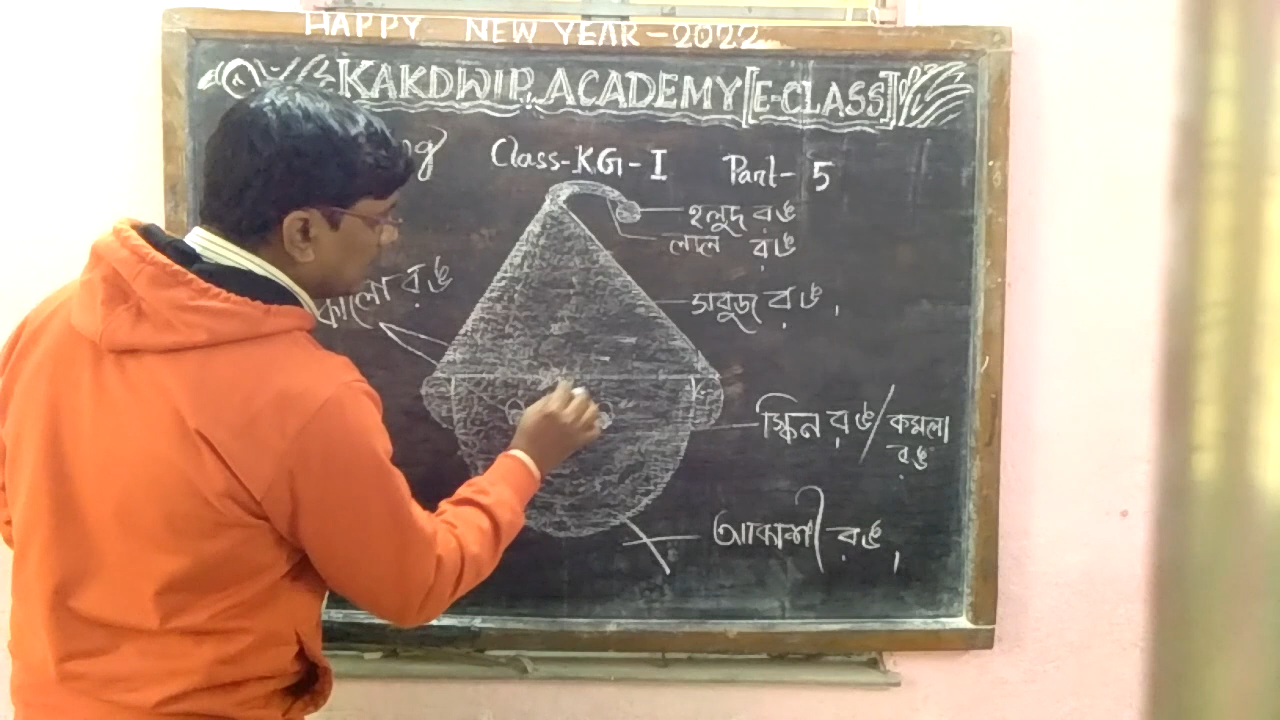 HAPPY NEW YEAR-2022
KAKDWIP ACADEMY[E-CLASS]
Class-KG-I Part-5
হলুদ রঙ
লাল রঙ
কালো রঙ
সবুজ রঙ,
স্কিন রঙ/কমলা
রঙ
আকাশী রঙ,